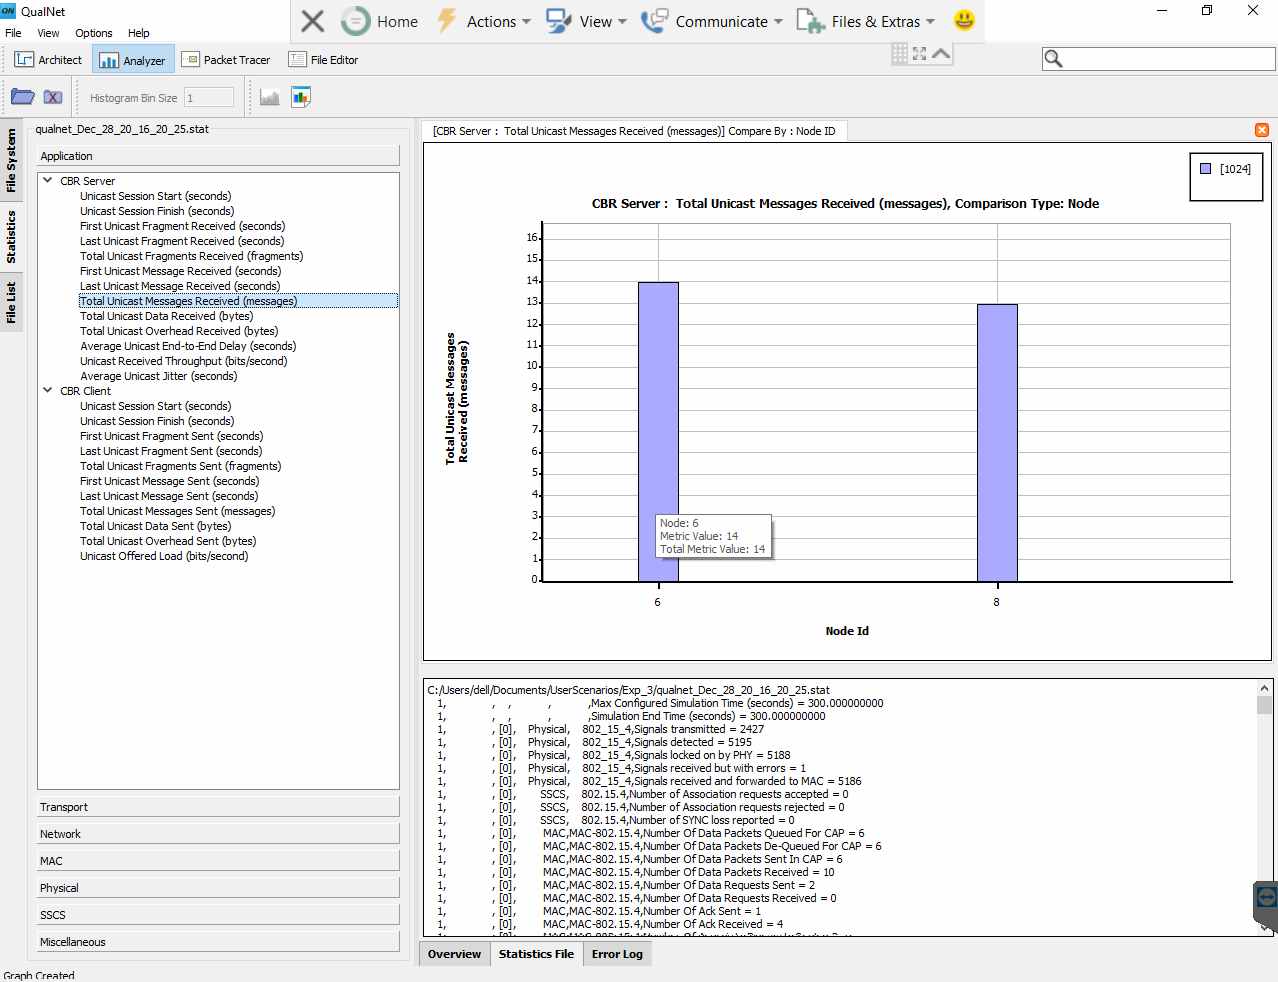 QN QualNet
File View Options Help
Home Actions View Communicate Files & Extras
Architect Analyzer Packet Tracer File Editor
Histogram Bin Size 1
File System
Statistics
File List
qualnet_Dec_28_20_16_20_25.stat
Application
CBR Server
Unicast Session Start (seconds)
Unicast Session Finish (seconds)
First Unicast Fragment Received (seconds)
Last Unicast Fragment Received (seconds)
Total Unicast Fragments Received (fragments)
First Unicast Message Received (seconds)
Last Unicast Message Received (seconds)
Total Unicast Messages Received (messages)
Total Unicast Data Received (bytes)
Total Unicast Overhead Received (bytes)
Average Unicast End-to-End Delay (seconds)
Unicast Received Throughput (bits/second)
Average Unicast Jitter (seconds)
CBR Client
Unicast Session Start (seconds)
Unicast Session Finish (seconds)
First Unicast Fragment Sent (seconds)
Last Unicast Fragment Sent (seconds)
Total Unicast Fragments Sent (fragments)
First Unicast Message Sent (seconds)
Last Unicast Message Sent (seconds)
Total Unicast Messages Sent (messages)
Total Unicast Data Sent (bytes)
Total Unicast Overhead Sent (bytes)
Unicast Offered Load (bits/second)
Transport
Network
MAC
Physical
SSCS
Miscellaneous
Graph Created
[CBR Server : Total Unicast Messages Received (messages)] Compare By : Node ID
[1024]
CBR Server : Total Unicast Messages Received (messages), Comparison Type: Node
Total Unicast Messages
Received (messages)
16
15
14
13
12
11
10
9
8
7
6
5
4
3
2
1
0
Node: 6
Metric Value: 14
Total Metric Value: 14
6 8
Node Id
C:/Users/dell/Documents/UserScenarios/Exp_3/qualnet_Dec_28_20_16_20_25.stat
1, , , , ,Max Configured Simulation Time (seconds) = 300.000000000
1, , , , ,Simulation End Time (seconds) = 300.000000000
1, , [0], Physical, 802_15_4,Signals transmitted = 2427
1, , [0], Physical, 802_15_4,Signals detected = 5195
1, , [0], Physical, 802_15_4,Signals locked on by PHY = 5188
1, , [0], Physical, 802_15_4,Signals received but with errors = 1
1, , [0], Physical, 802_15_4,Signals received and forwarded to MAC = 5186
1, , [0], SSCS, 802.15.4,Number of Association requests accepted = 0
1, , [0], SSCS, 802.15.4,Number of Association requests rejected = 0
1, , [0], SSCS, 802.15.4,Number of SYNC loss reported = 0
1, , [0], MAC,MAC-802.15.4,Number Of Data Packets Queued For CAP = 6
1, , [0], MAC,MAC-802.15.4,Number Of Data Packets De-Queued For CAP = 6
1, , [0], MAC,MAC-802.15.4,Number Of Data Packets Sent In CAP = 6
1, , [0], MAC,MAC-802.15.4,Number Of Data Packets Received = 10
1, , [0], MAC,MAC-802.15.4,Number Of Data Requests Sent = 2
1, , [0], MAC,MAC-802.15.4,Number Of Data Requests Received = 0
1, , [0], MAC,MAC-802.15.4,Number Of Ack Sent = 1
1, , [0], MAC,MAC-802.15.4,Number Of Ack Received = 4
Overview Statistics File Error Log